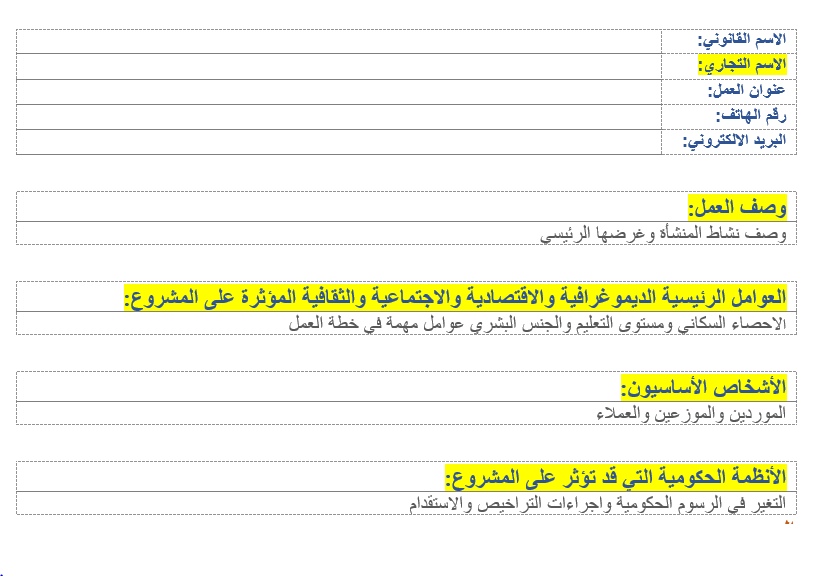 الاسم القانوني:
الاسم التجاري:
عنوان العمل:
رقم الهاتف:
البريد الالكتروني:
وصف العمل:
وصف نشاط المنشأة وغرضها الرئيسي
العوامل الرئيسية الديموغرافية والاقتصادية والاجتماعية والثقافية المؤثرة على المشروع:
الاحصاء السكاني ومستوى التعليم والجنس البشري عوامل مهمة في خطة العمل
الأشخاص الأساسيون:
الموردين والموزعين والعملاء
الأنظمة الحكومية التي قد تؤثر على المشروع:
التغير في الرسوم الحكومية واجراءات التراخيص والاستقدام